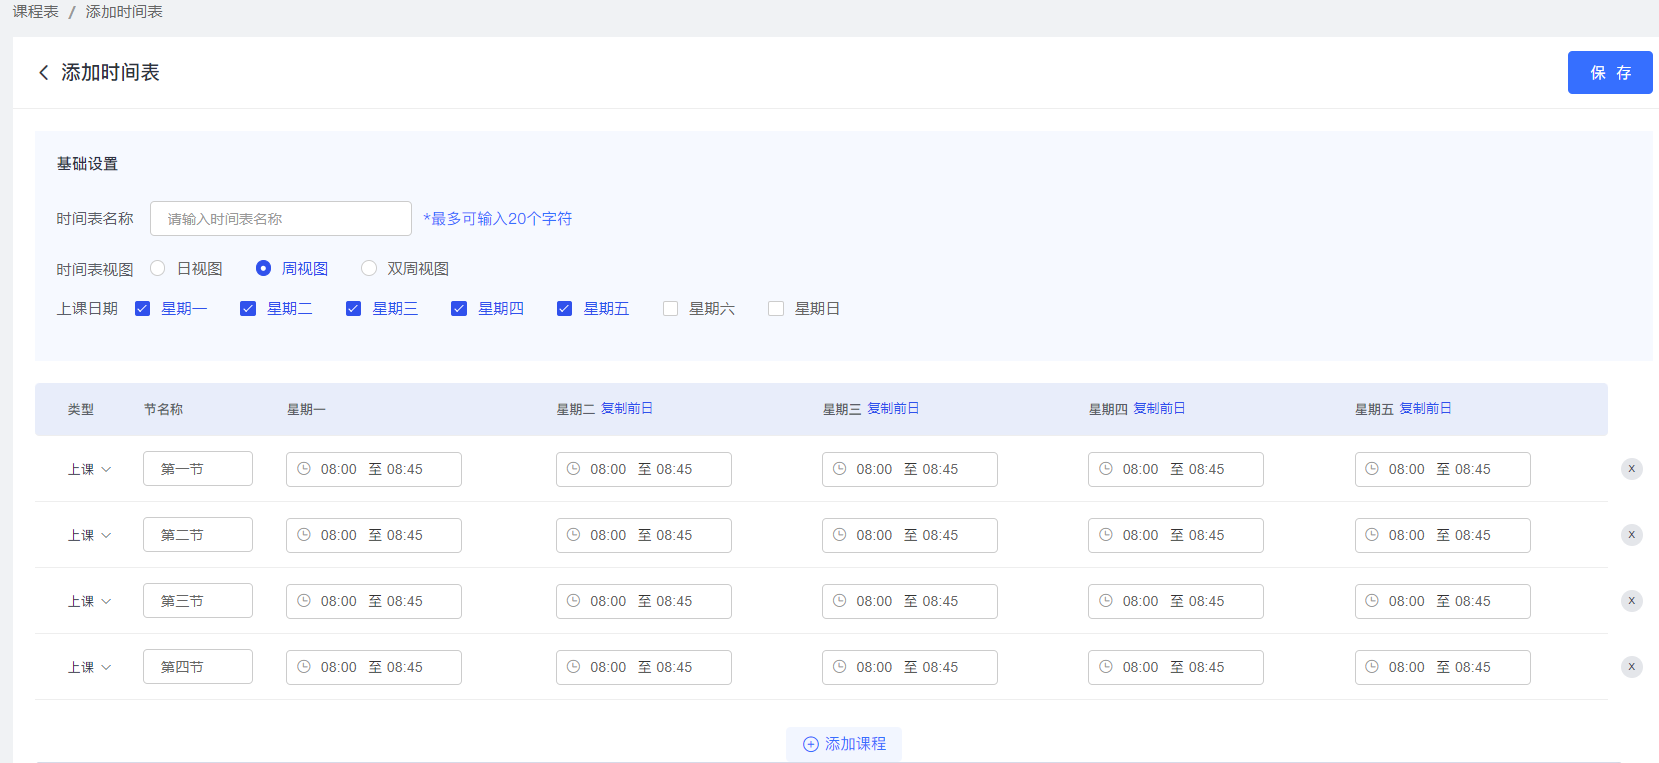 课程表 / 添加时间表
添加时间表
保 存
基础设置
时间表名称 请输入时间表名称 *最多可输入20个字符
时间表视图 日视图 周视图 双周视图
上课日期 星期一 星期二 星期三 星期四 星期五 星期六 星期日
类型 节名称 星期一 星期二 复制前日 星期三 复制前日 星期四 复制前日 星期五 复制前日
上课 第一节 08:00 至 08:45 08:00 至 08:45 08:00 至 08:45 08:00 至 08:45 08:00 至 08:45 X
上课 第二节 08:00 至 08:45 08:00 至 08:45 08:00 至 08:45 08:00 至 08:45 08:00 至 08:45 X
上课 第三节 08:00 至 08:45 08:00 至 08:45 08:00 至 08:45 08:00 至 08:45 08:00 至 08:45 X
上课 第四节 08:00 至 08:45 08:00 至 08:45 08:00 至 08:45 08:00 至 08:45 08:00 至 08:45 X
添加课程